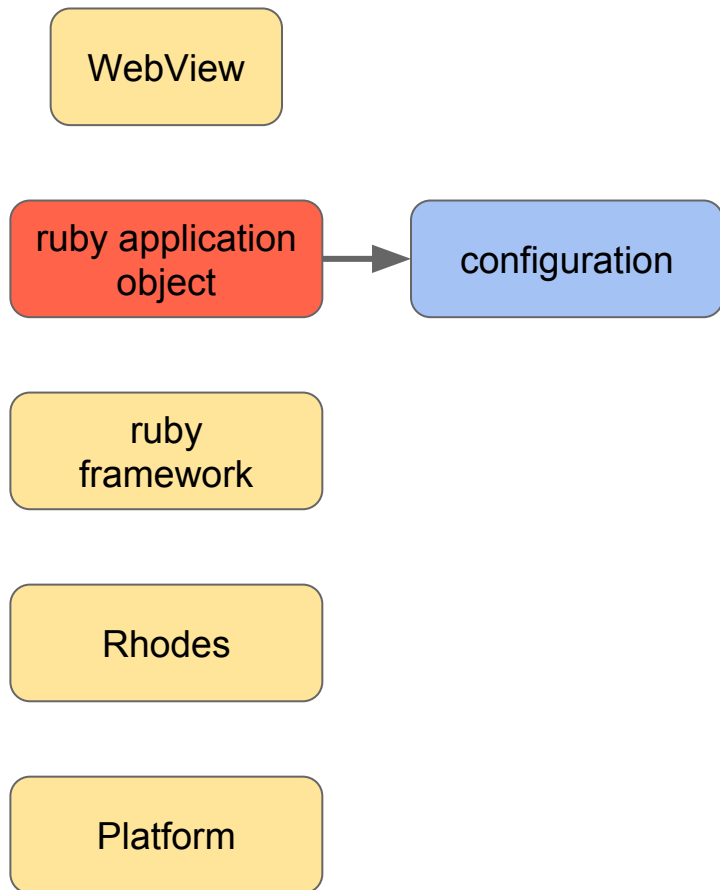 WebView
ruby application
object
configuration
ruby
framework
Rhodes
Platform